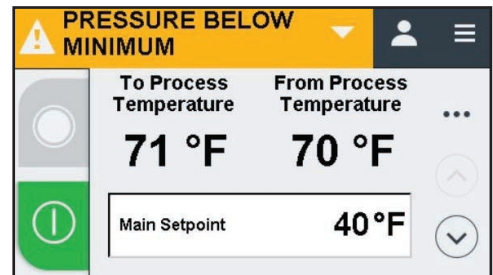 PRESSURE BELOW
MINIMUM
To Process
Temperature
From Process
Temperature
71 °F
70 °F
Main Setpoint
40°F